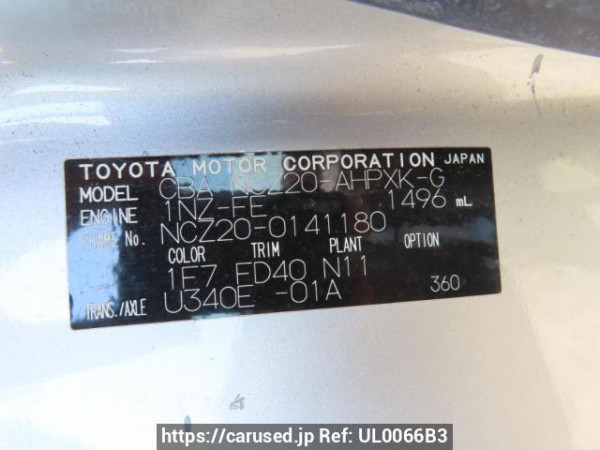 TOYOTA MOTOR CORPORATION JAPAN
MODEL CBA-NCZ20-AHPXK-G
ENGINE 1NZ-FE 1496 mL
FRAME No. NCZ20-0141180
COLOR TRIM PLANT OPTION
1E7 FD40 N11
TRANS./AXLE U340E -01A 360
https://carused.jp Ref: UL0066B3